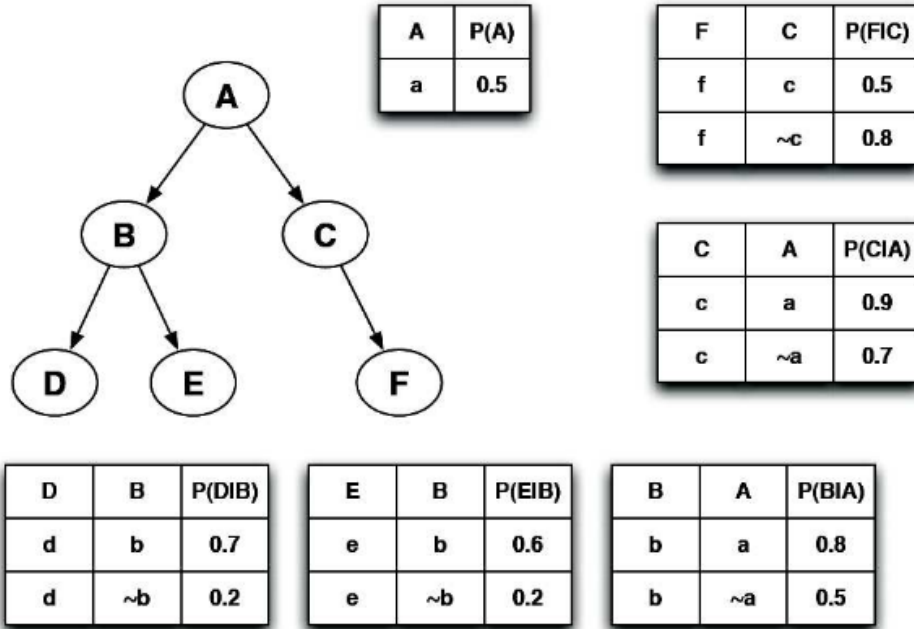 A P(A)
a 0.5
F C P(F|C)
f c 0.5
f ~c 0.8
A
B C
C A P(C|A)
c a 0.9
c ~a 0.7
D E F
D B P(D|B)
d b 0.7
d ~b 0.2
E B P(E|B)
e b 0.6
e ~b 0.2
B A P(B|A)
b a 0.8
b ~a 0.5